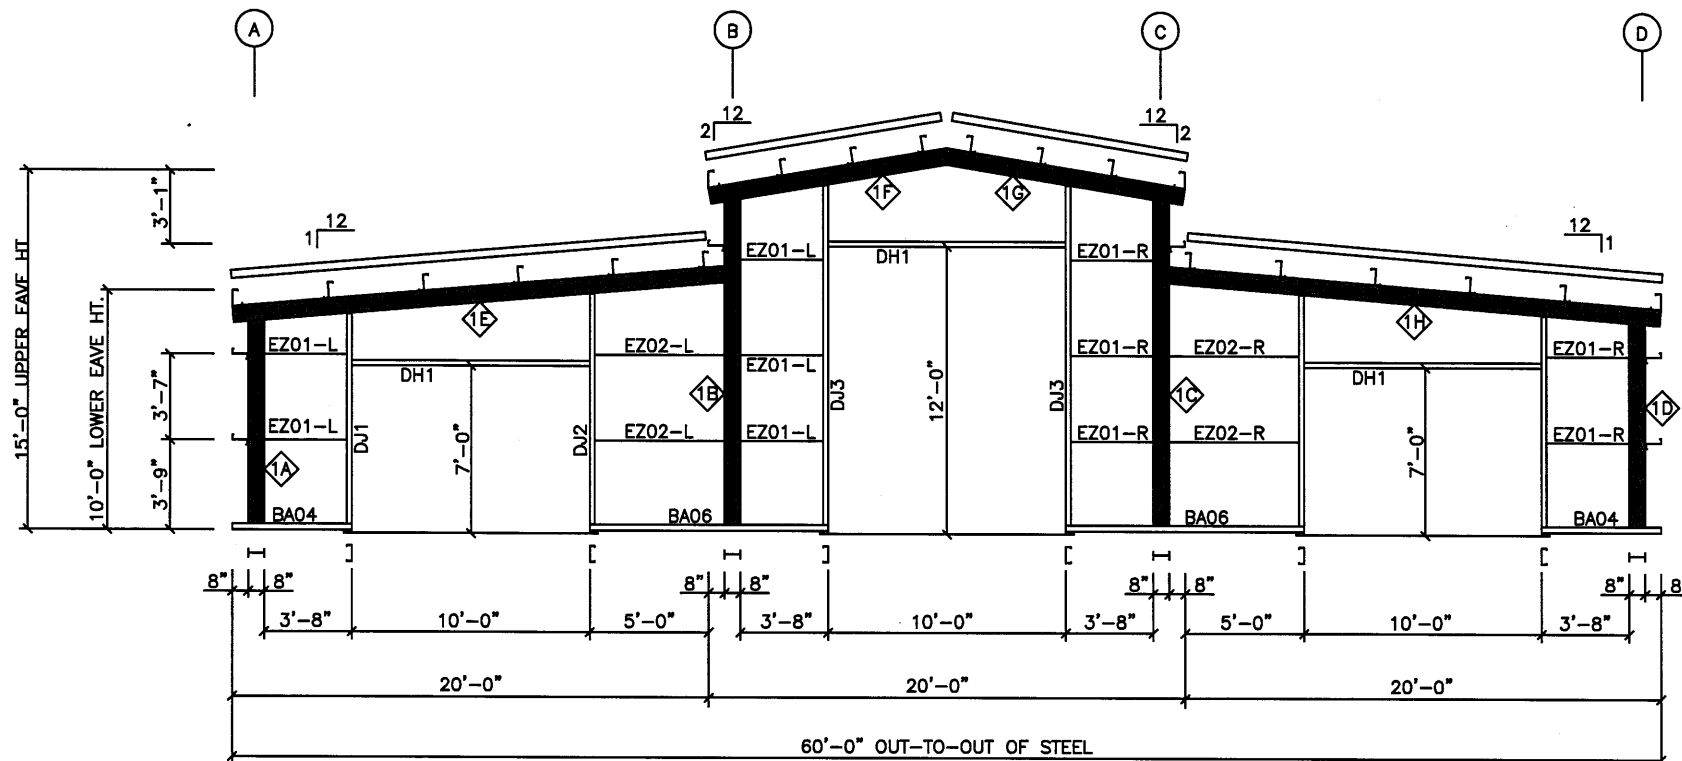 A B C D
12
2
12
2
12
1
12
1
3'-1"
15'-0" UPPER EAVE HT
10'-0" LOWER EAVE HT.
3'-7"
3'-9"
1F 1G
EZ01-L EZ01-R
DH1
1E 1H
EZ01-L EZ02-L EZ01-L EZ01-R EZ02-R EZ01-R
DH1 DH1
1B 1C 1D
DJ3 12'-0" DJ3
EZ01-L EZ02-L EZ01-L EZ01-R EZ02-R EZ01-R
DJ1 7'-0" DJ2 7'-0"
1A
BA04 BA06 BA06 BA04
8" 8" 8" 8" 8" 8" 8" 8
3'-8" 10'-0" 5'-0" 3'-8" 10'-0" 3'-8" 5'-0" 10'-0" 3'-8"
20'-0" 20'-0" 20'-0"
60'-0" OUT-TO-OUT OF STEEL